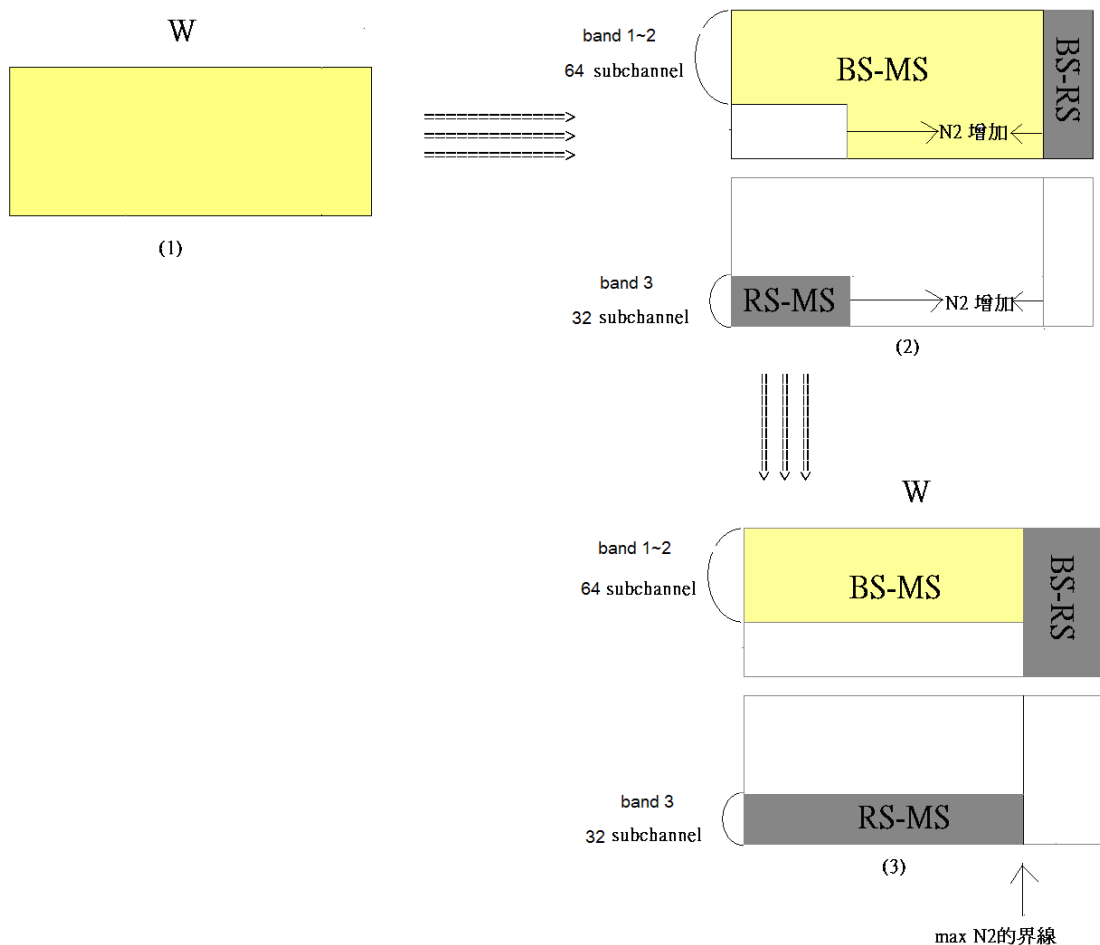 W
(1)
band 1~2
64 subchannel
BS-MS
BS-RS
N2 增加
band 3
32 subchannel
RS-MS
N2 增加
(2)
W
band 1~2
64 subchannel
BS-MS
BS-RS
band 3
32 subchannel
RS-MS
(3)
max N2的界線